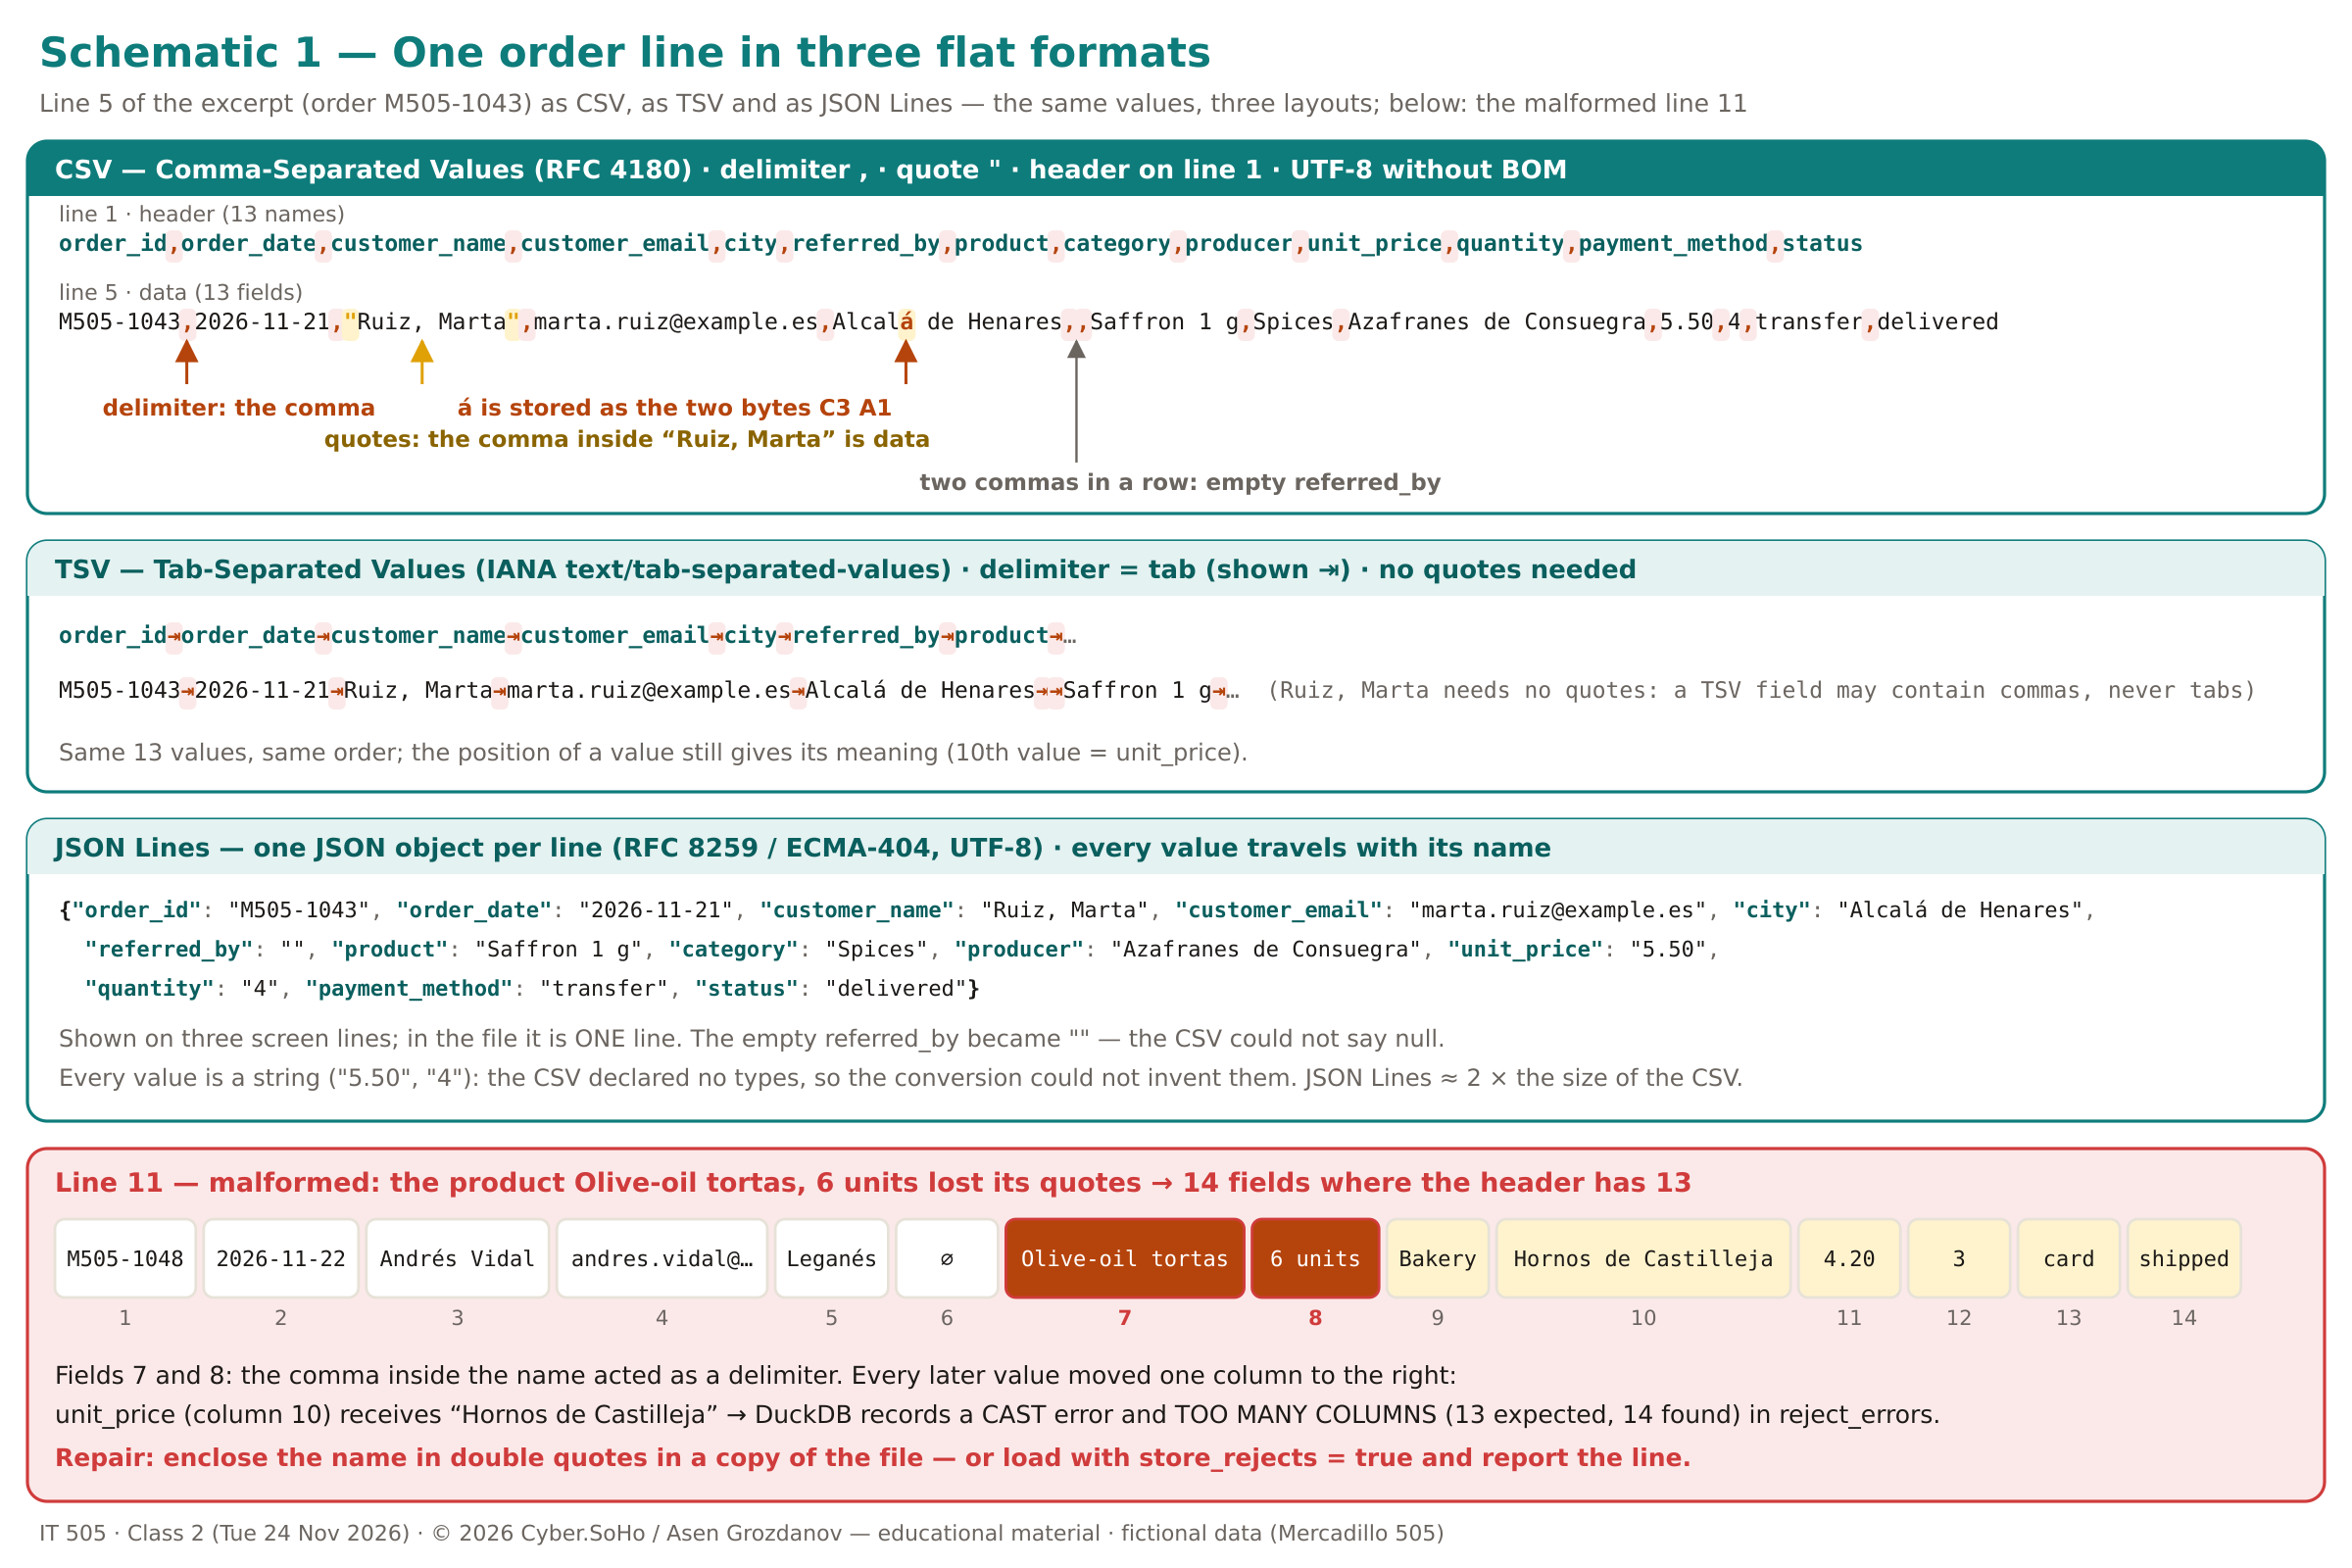 Schematic 1 — One order line in three flat formats
Line 5 of the excerpt (order M505-1043) as CSV, as TSV and as JSON Lines — the same values, three layouts; below: the malformed line 11
CSV — Comma-Separated Values (RFC 4180) · delimiter , · quote " · header on line 1 · UTF-8 without BOM
line 1 · header (13 names)
order_id,order_date,customer_name,customer_email,city,referred_by,product,category,producer,unit_price,quantity,payment_method,status
line 5 · data (13 fields)
M505-1043,2026-11-21,"Ruiz, Marta",marta.ruiz@example.es,Alcalá de Henares,,Saffron 1 g,Spices,Azafranes de Consuegra,5.50,4,transfer,delivered
delimiter: the comma
á is stored as the two bytes C3 A1
quotes: the comma inside “Ruiz, Marta” is data
two commas in a row: empty referred_by
TSV — Tab-Separated Values (IANA text/tab-separated-values) · delimiter = tab (shown ⇥) · no quotes needed
order_id⇥order_date⇥customer_name⇥customer_email⇥city⇥referred_by⇥product⇥…
M505-1043⇥2026-11-21⇥Ruiz, Marta⇥marta.ruiz@example.es⇥Alcalá de Henares⇥⇥Saffron 1 g⇥… (Ruiz, Marta needs no quotes: a TSV field may contain commas, never tabs)
Same 13 values, same order; the position of a value still gives its meaning (10th value = unit_price).
JSON Lines — one JSON object per line (RFC 8259 / ECMA-404, UTF-8) · every value travels with its name
{"order_id": "M505-1043", "order_date": "2026-11-21", "customer_name": "Ruiz, Marta", "customer_email": "marta.ruiz@example.es", "city": "Alcalá de Henares",
"referred_by": "", "product": "Saffron 1 g", "category": "Spices", "producer": "Azafranes de Consuegra", "unit_price": "5.50",
"quantity": "4", "payment_method": "transfer", "status": "delivered"}
Shown on three screen lines; in the file it is ONE line. The empty referred_by became "" — the CSV could not say null.
Every value is a string ("5.50", "4"): the CSV declared no types, so the conversion could not invent them. JSON Lines ≈ 2 × the size of the CSV.
Line 11 — malformed: the product Olive-oil tortas, 6 units lost its quotes → 14 fields where the header has 13
M505-1048 2026-11-22 Andrés Vidal andres.vidal@… Leganés ∅ Olive-oil tortas 6 units Bakery Hornos de Castilleja 4.20 3 card shipped
1 2 3 4 5 6 7 8 9 10 11 12 13 14
Fields 7 and 8: the comma inside the name acted as a delimiter. Every later value moved one column to the right:
unit_price (column 10) receives “Hornos de Castilleja” → DuckDB records a CAST error and TOO MANY COLUMNS (13 expected, 14 found) in reject_errors.
Repair: enclose the name in double quotes in a copy of the file — or load with store_rejects = true and report the line.
IT 505 · Class 2 (Tue 24 Nov 2026) · © 2026 Cyber.SoHo / Asen Grozdanov — educational material · fictional data (Mercadillo 505)